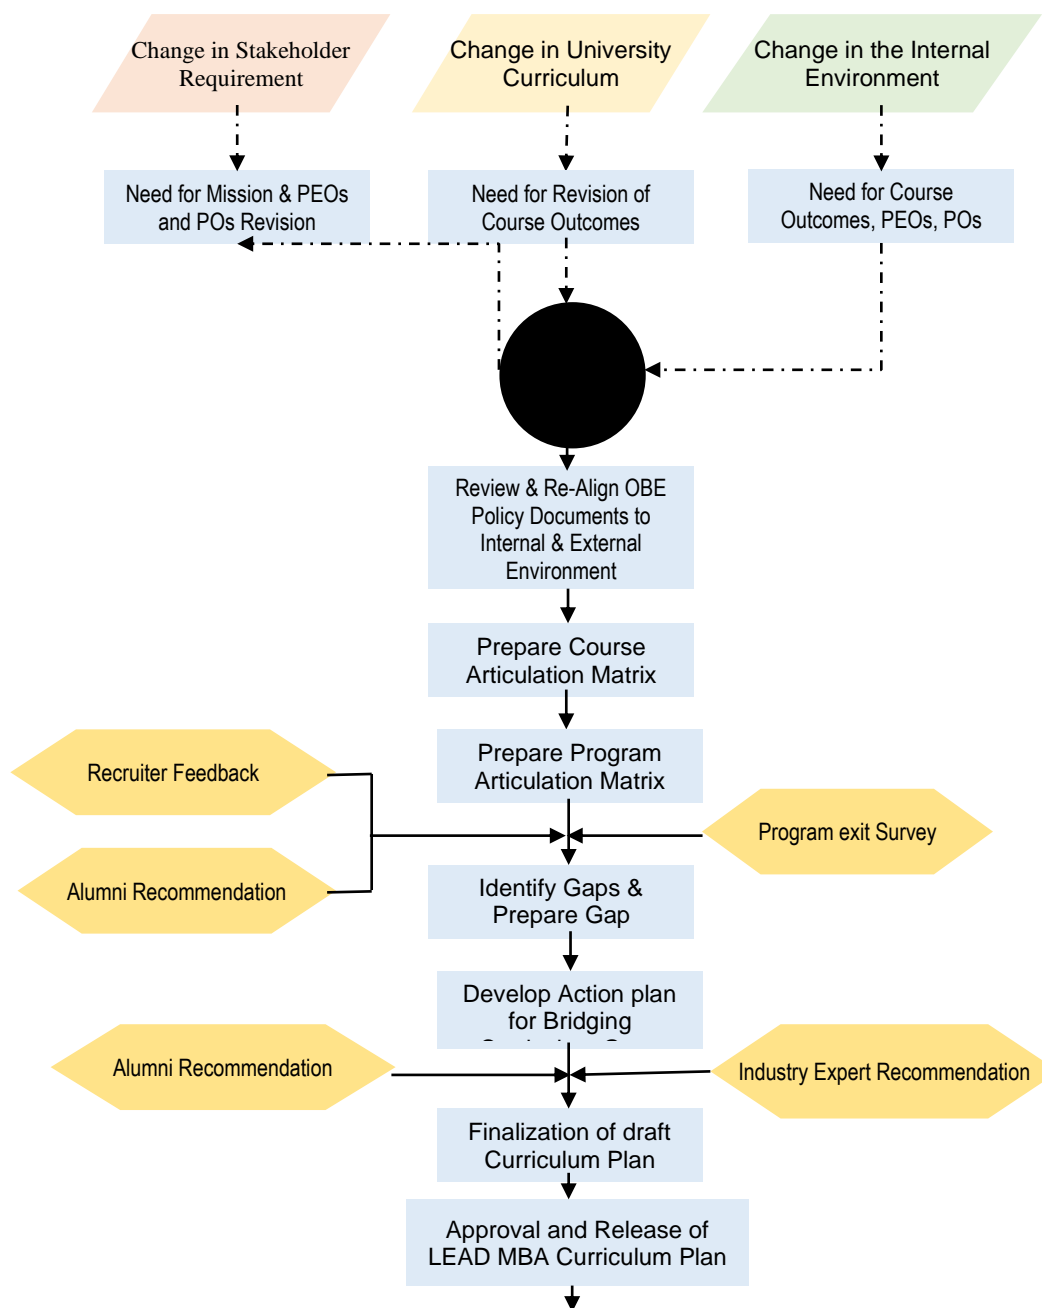 Change in Stakeholder
Requirement
Change in University
Curriculum
Change in the Internal
Environment
Need for Mission & PEOs
and POs Revision
Need for Revision of
Course Outcomes
Need for Course
Outcomes, PEOs, POs
Review & Re-Align OBE
Policy Documents to
Internal & External
Environment
Prepare Course
Articulation Matrix
Prepare Program
Articulation Matrix
Recruiter Feedback
Program exit Survey
Alumni Recommendation
Identify Gaps &
Prepare Gap
Develop Action plan
for Bridging
Alumni Recommendation
Industry Expert Recommendation
Finalization of draft
Curriculum Plan
Approval and Release of
LEAD MBA Curriculum Plan